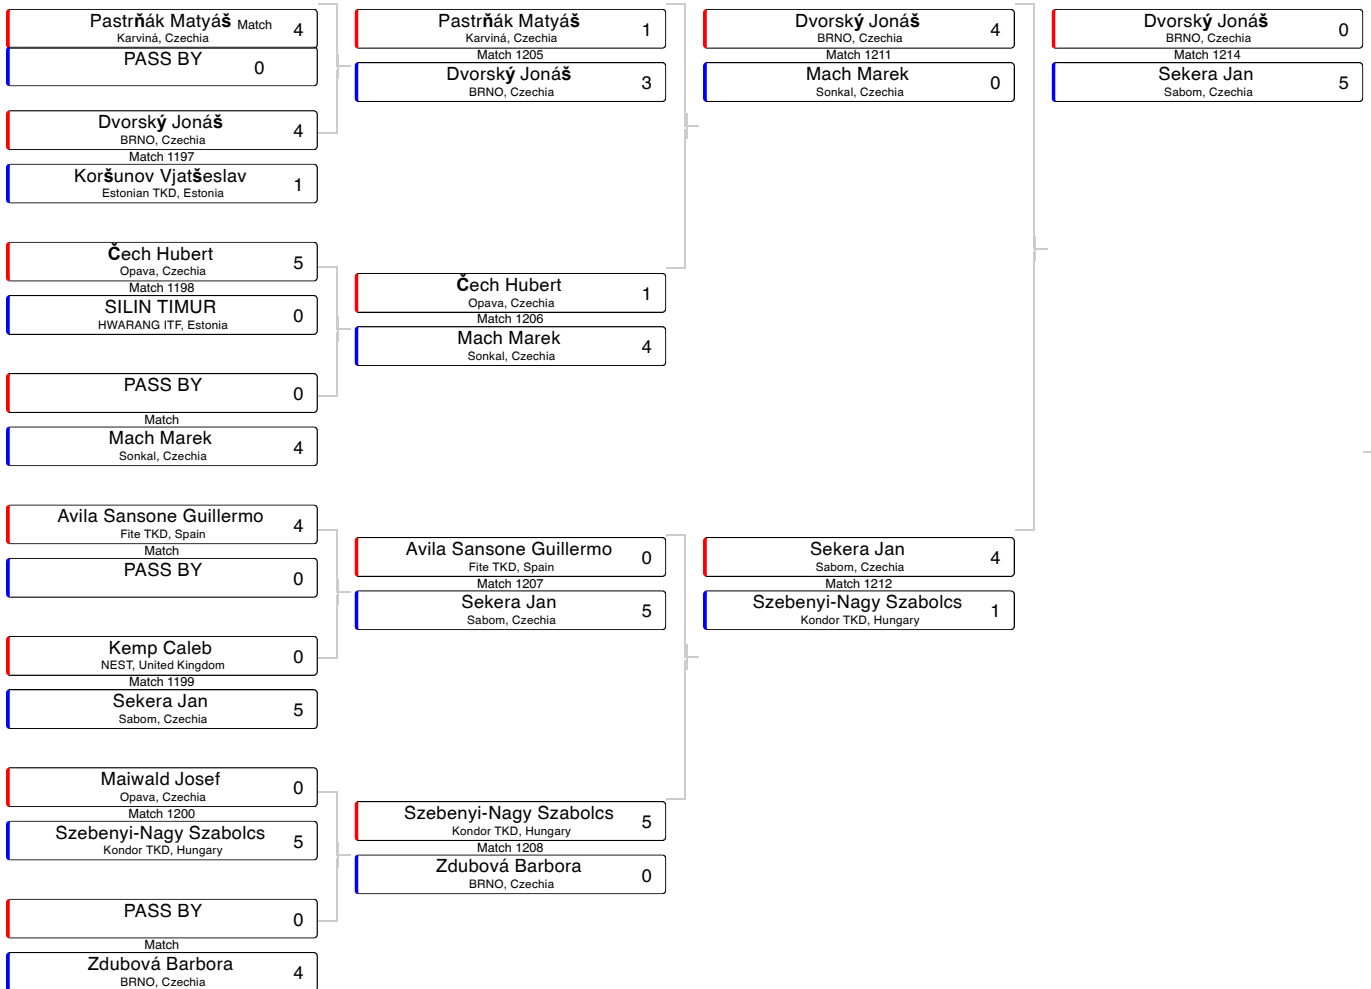 Pastrňák Matyáš Match 4
Karviná, Czechia
PASS BY 0
Dvorský Jonáš 4
BRNO, Czechia
Match 1197
Koršunov Vjatšeslav 1
Estonian TKD, Estonia
Čech Hubert 5
Opava, Czechia
Match 1198
SILIN TIMUR 0
HWARANG ITF, Estonia
PASS BY 0
Match
Mach Marek 4
Sonkal, Czechia
Avila Sansone Guillermo 4
Fite TKD, Spain
Match
PASS BY 0
Kemp Caleb 0
NEST, United Kingdom
Match 1199
Sekera Jan 5
Sabom, Czechia
Maiwald Josef 0
Opava, Czechia
Match 1200
Szebenyi-Nagy Szabolcs 5
Kondor TKD, Hungary
PASS BY 0
Match
Zdubová Barbora 4
BRNO, Czechia
Pastrňák Matyáš 1
Karviná, Czechia
Match 1205
Dvorský Jonáš 3
BRNO, Czechia
Čech Hubert 1
Opava, Czechia
Match 1206
Mach Marek 4
Sonkal, Czechia
Avila Sansone Guillermo 0
Fite TKD, Spain
Match 1207
Sekera Jan 5
Sabom, Czechia
Szebenyi-Nagy Szabolcs 5
Kondor TKD, Hungary
Match 1208
Zdubová Barbora 0
BRNO, Czechia
Dvorský Jonáš 4
BRNO, Czechia
Match 1211
Mach Marek 0
Sonkal, Czechia
Sekera Jan 4
Sabom, Czechia
Match 1212
Szebenyi-Nagy Szabolcs 1
Kondor TKD, Hungary
Dvorský Jonáš 0
BRNO, Czechia
Match 1214
Sekera Jan 5
Sabom, Czechia